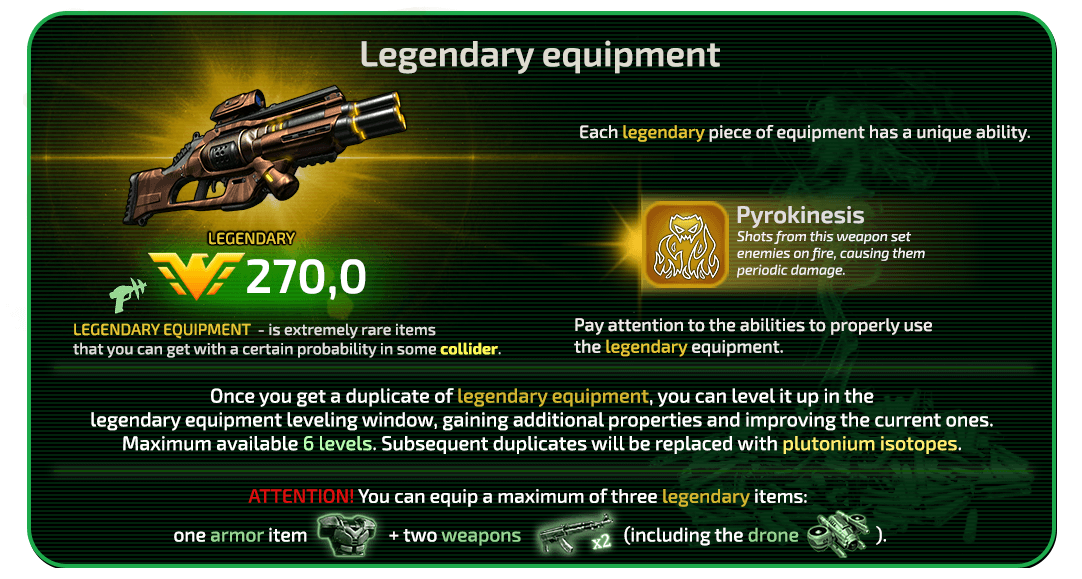 Legendary equipment
Each legendary piece of equipment has a unique ability.
LEGENDARY
270,0
Pyrokinesis
Shots from this weapon set
enemies on fire, causing them
periodic damage.
LEGENDARY EQUIPMENT - is extremely rare items
that you can get with a certain probability in some collider.
Pay attention to the abilities to properly use
the legendary equipment.
Once you get a duplicate of legendary equipment, you can level it up in the
legendary equipment leveling window, gaining additional properties and improving the current ones.
Maximum available 6 levels. Subsequent duplicates will be replaced with plutonium isotopes.
ATTENTION! You can equip a maximum of three legendary items:
one armor item + two weapons x2 (including the drone ).